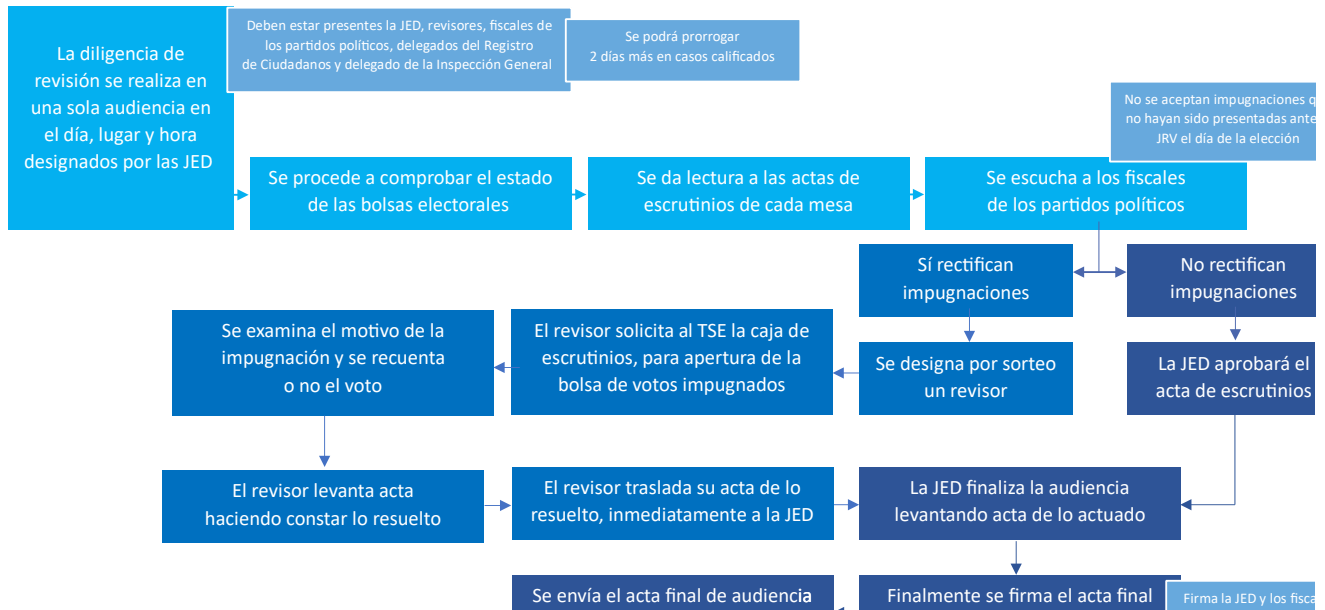 La diligencia de
revisión se realiza en
una sola audiencia en
el día, lugar y hora
designados por las JED
Deben estar presentes la JED, revisores, fiscales de
los partidos políticos, delegados del Registro
de Ciudadanos y delegado de la Inspección General
Se podrá prorrogar
2 días más en casos calificados
No se aceptan impugnaciones
no hayan sido presentadas ante
JRV el día de la elección
Se procede a comprobar el estado
de las bolsas electorales
Se da lectura a las actas de
escrutinios de cada mesa
Se escucha a los fiscales
de los partidos políticos
Sí rectifican
impugnaciones
No rectifican
impugnaciones
Se examina el motivo de la
impugnación y se recuenta
o no el voto
El revisor solicita al TSE la caja de
escrutinios, para apertura de la
bolsa de votos impugnados
Se designa por sorteo
un revisor
La JED aprobará el
acta de escrutinios
El revisor levanta acta
haciendo constar lo resuelto
El revisor traslada su acta de lo
resuelto, inmediatamente a la JED
La JED finaliza la audiencia
levantando acta de lo actuado
Se envía el acta final de audiencia
Finalmente se firma el acta final
Firma la JED y los